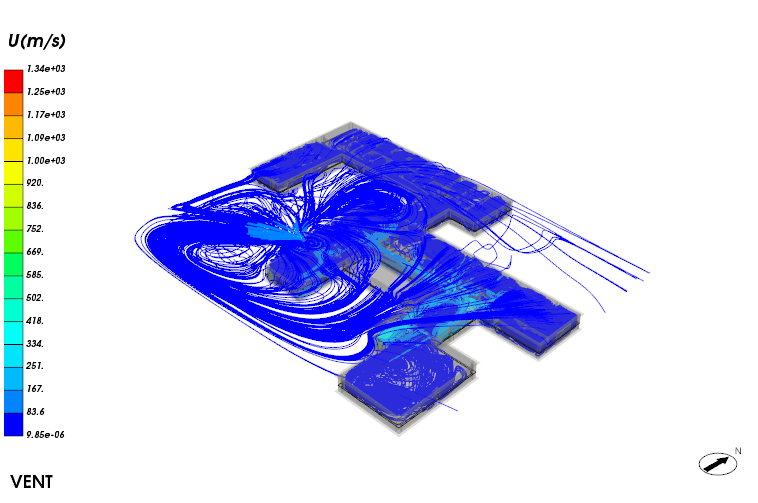 U(m/s)
1.34e+03
1.25e+03
1.17e+03
1.09e+03
1.00e+03
920.
836.
752.
669.
585.
502.
418.
334.
251.
167.
83.6
9.85e-06
N
VENT